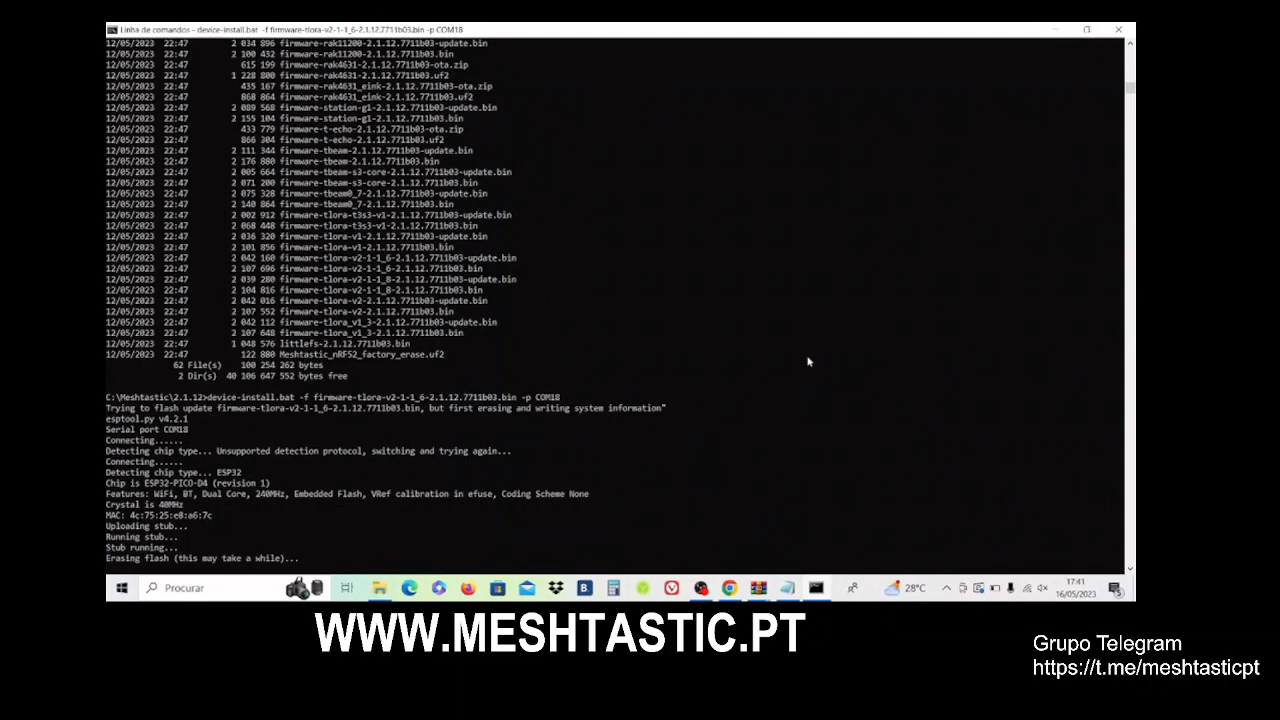 Linha de comandos - device-install.bat -f firmware-tlora-v2-1-1_6-2.1.12.7711b03.bin -p COM18
12/05/2023 22:47 2 034 896 firmware-rak11200-2.1.12.7711b03-update.bin
12/05/2023 22:47 2 100 432 firmware-rak11200-2.1.12.7711b03.bin
12/05/2023 22:47 615 199 firmware-rak4631-2.1.12.7711b03-ota.zip
12/05/2023 22:47 1 228 800 firmware-rak4631-2.1.12.7711b03.uf2
12/05/2023 22:47 435 167 firmware-rak4631_eink-2.1.12.7711b03-ota.zip
12/05/2023 22:47 868 864 firmware-rak4631_eink-2.1.12.7711b03.uf2
12/05/2023 22:47 2 089 568 firmware-station-g1-2.1.12.7711b03-update.bin
12/05/2023 22:47 2 155 104 firmware-station-g1-2.1.12.7711b03.bin
12/05/2023 22:47 433 779 firmware-t-echo-2.1.12.7711b03-ota.zip
12/05/2023 22:47 866 304 firmware-t-echo-2.1.12.7711b03.uf2
12/05/2023 22:47 2 111 344 firmware-tbeam-2.1.12.7711b03-update.bin
12/05/2023 22:47 2 176 880 firmware-tbeam-2.1.12.7711b03.bin
12/05/2023 22:47 2 005 664 firmware-tbeam-s3-core-2.1.12.7711b03-update.bin
12/05/2023 22:47 2 071 200 firmware-tbeam-s3-core-2.1.12.7711b03.bin
12/05/2023 22:47 2 075 328 firmware-tbeam0_7-2.1.12.7711b03-update.bin
12/05/2023 22:47 2 140 864 firmware-tbeam0_7-2.1.12.7711b03.bin
12/05/2023 22:47 2 002 912 firmware-tlora-t3s3-v1-2.1.12.7711b03-update.bin
12/05/2023 22:47 2 068 448 firmware-tlora-t3s3-v1-2.1.12.7711b03.bin
12/05/2023 22:47 2 036 320 firmware-tlora-v1-2.1.12.7711b03-update.bin
12/05/2023 22:47 2 101 856 firmware-tlora-v1-2.1.12.7711b03.bin
12/05/2023 22:47 2 042 160 firmware-tlora-v2-1-1_6-2.1.12.7711b03-update.bin
12/05/2023 22:47 2 107 696 firmware-tlora-v2-1-1_6-2.1.12.7711b03.bin
12/05/2023 22:47 2 039 280 firmware-tlora-v2-1-1_8-2.1.12.7711b03-update.bin
12/05/2023 22:47 2 104 816 firmware-tlora-v2-1-1_8-2.1.12.7711b03.bin
12/05/2023 22:47 2 042 016 firmware-tlora-v2-2.1.12.7711b03-update.bin
12/05/2023 22:47 2 107 552 firmware-tlora-v2-2.1.12.7711b03.bin
12/05/2023 22:47 2 042 112 firmware-tlora_v1_3-2.1.12.7711b03-update.bin
12/05/2023 22:47 2 107 648 firmware-tlora_v1_3-2.1.12.7711b03.bin
12/05/2023 22:47 1 048 576 littlefs-2.1.12.7711b03.bin
12/05/2023 22:47 122 880 Meshtastic_nRF52_factory_erase.uf2
62 File(s) 100 254 262 bytes
2 Dir(s) 40 106 647 552 bytes free
C:\Meshtastic\2.1.12>device-install.bat -f firmware-tlora-v2-1-1_6-2.1.12.7711b03.bin -p COM18
Trying to flash update firmware-tlora-v2-1-1_6-2.1.12.7711b03.bin, but first erasing and writing system information"
esptool.py v4.2.1
Serial port COM18
Connecting......
Detecting chip type... Unsupported detection protocol, switching and trying again...
Connecting......
Detecting chip type... ESP32
Chip is ESP32-PICO-D4 (revision 1)
Features: WiFi, BT, Dual Core, 240MHz, Embedded Flash, VRef calibration in efuse, Coding Scheme None
Crystal is 40MHz
MAC: 4c:75:25:e8:a6:7c
Uploading stub...
Running stub...
Stub running...
Erasing flash (this may take a while)...
Procurar
28°C
17:41
16/05/2023
WWW.MESHTASTIC.PT
Grupo Telegram
https://t.me/meshtasticpt